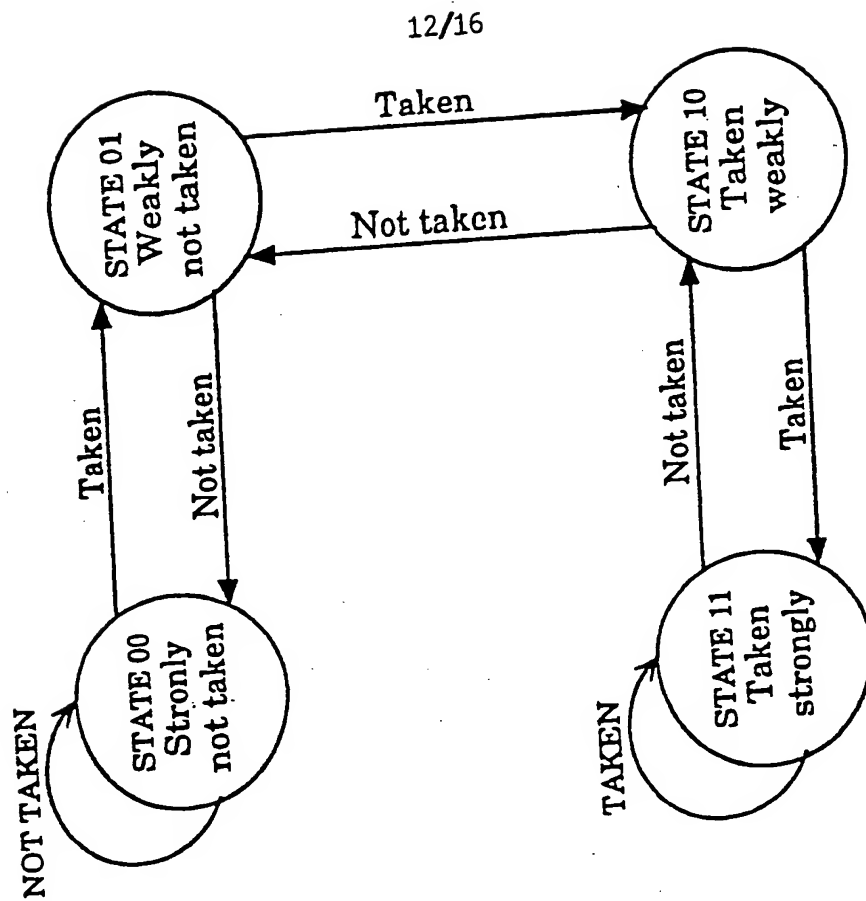 12/16
NOT TAKEN
STATE 00
Stronly
not taken
Taken
Not taken
STATE 01
Weakly
not taken
Taken
Not taken
STATE 10
Taken
weakly
Not taken
Taken
STATE 11
Taken
strongly
TAKEN